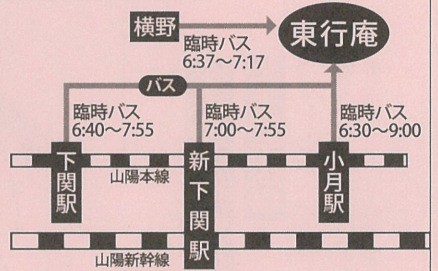 横野
東行庵
臨時バス
6:37〜7:17
バス
臨時バス
6:40〜7:55
臨時バス
7:00〜7:55
臨時バス
6:30〜9:00
下関駅
新下関駅
小月駅
山陽本線
山陽新幹線